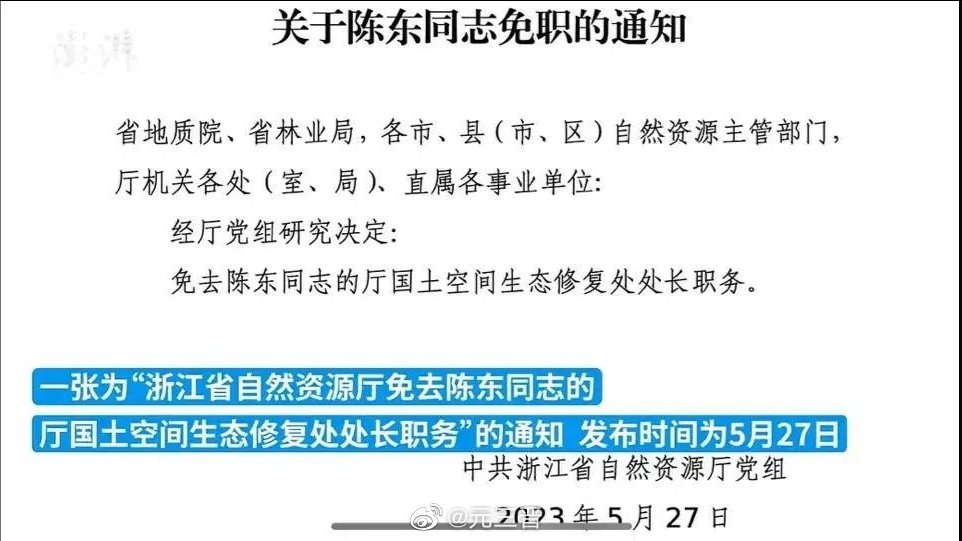 关于陈东同志免职的通知
澎湃
省地质院、省林业局，各市、县（市、区）自然资源主管部门，
厅机关各处（室、局）、直属各事业单位：
经厅党组研究决定：
免去陈东同志的厅国土空间生态修复处处长职务。
一张为“浙江省自然资源厅免去陈东同志的
厅国土空间生态修复处处长职务”的通知 发布时间为5月27日
中共浙江省自然资源厅党组
2023年5月27日